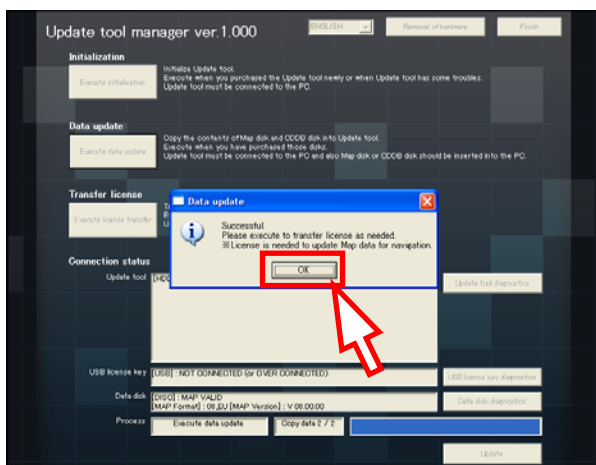 Update tool manager ver.1.000
ENGLISH
Removal of hardware
Finish
Initialization
Execute initialization
Initialize Update tool.
Execute when you purchased the Update tool newly or when Update tool has some troubles.
Update tool must be connected to the PC.
Data update
Execute data update
Copy the contents of Map disk and CDDB disk into Update tool.
Execute when you have purchased those disks.
Update tool must be connected to the PC and also Map disk or CDDB disk should be inserted into the PC.
Transfer license
Execute license transfer
Data update
Successful.
Please execute to transfer license as needed.
※License is needed to update Map data for navigation.
OK
Connection status
Update tool
Update tool diagnostics
USB license key
[USB] : NOT CONNECTED (or OVER CONNECTED)
USB license key diagnostics
Data disk
[DISC] : MAP VALID
[MAP Format] : 09_EU [MAP Version] : V 09.00.00
Data disk diagnostics
Process
Execute data update
Copy data 2 / 2
Update